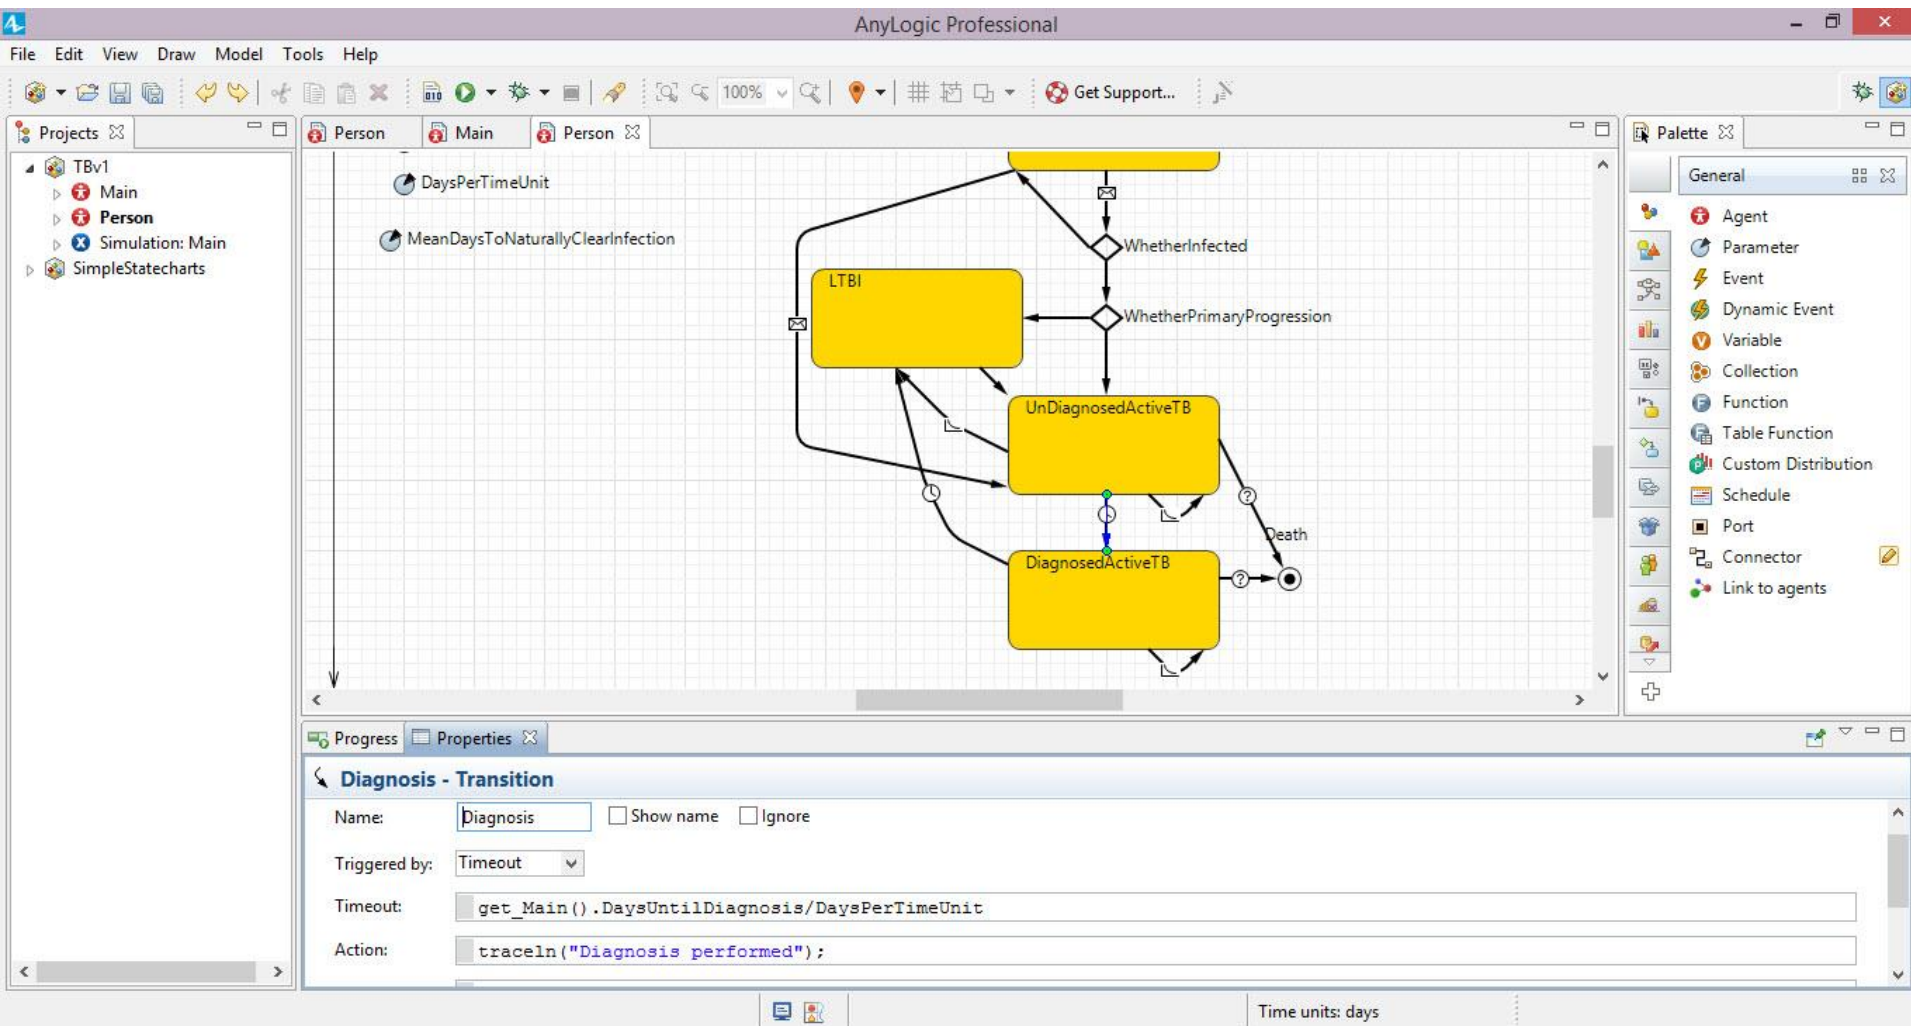 AnyLogic Professional
File Edit View Draw Model Tools Help
100% Get Support...
Projects
TBv1
Main
Person
Simulation: Main
SimpleStatecharts
Person Main Person
DaysPerTimeUnit
MeanDaysToNaturallyClearInfection
WhetherInfected
LTBI
WhetherPrimaryProgression
UnDiagnosedActiveTB
Death
DiagnosedActiveTB
Palette
General
Agent
Parameter
Event
Dynamic Event
Variable
Collection
Function
Table Function
Custom Distribution
Schedule
Port
Connector
Link to agents
Progress Properties
Diagnosis - Transition
Name: Diagnosis Show name Ignore
Triggered by: Timeout
Timeout: get_Main().DaysUntilDiagnosis/DaysPerTimeUnit
Action: traceln("Diagnosis performed");
Time units: days